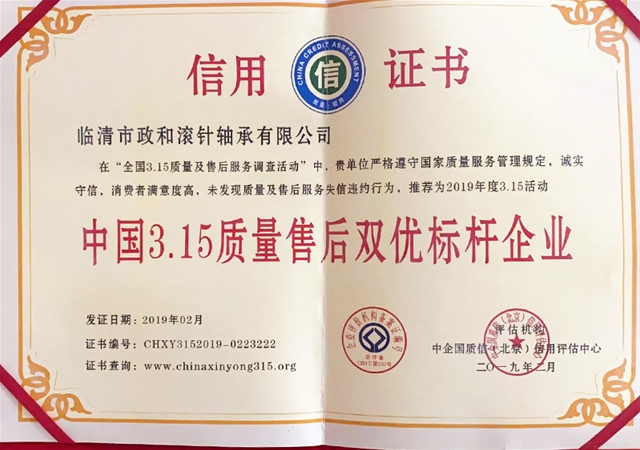 信用 证书
CHINA CREDIT ASSESSMENT
信
临清市政和滚针轴承有限公司
在“全国3.15质量及售后服务调查活动”中，贵单位严格遵守国家质量服务管理规定，诚实
守信，消费者满意度高，未发现质量及售后服务失信违约行为，推荐为2019年度3.15活动
中国3.15质量售后双优标杆企业
发证日期：2019年02月
证书编号：CHXY3152019-0223222
证书查询：www.chinaxinyong315.org
评估机构
中企国质信（北京）信用评估中心
二〇一九年二月